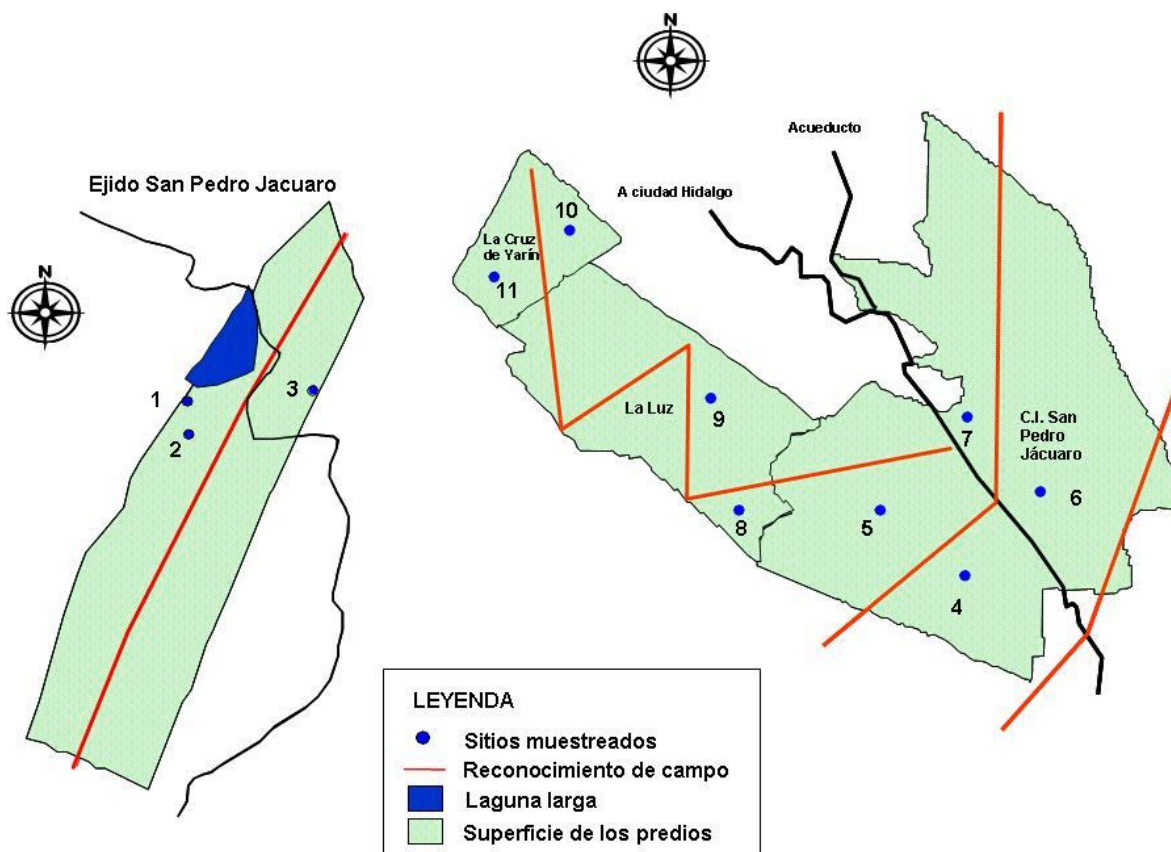 N
Ejido San Pedro Jacuaro
N
1
2
3
Acueducto
A ciudad Hidalgo
10
La Cruz
de Yarín
11
La Luz
9
C.I. San
Pedro
Jácuaro
7
6
8
5
4
LEYENDA
Sitios muestreados
Reconocimiento de campo
Laguna larga
Superficie de los predios